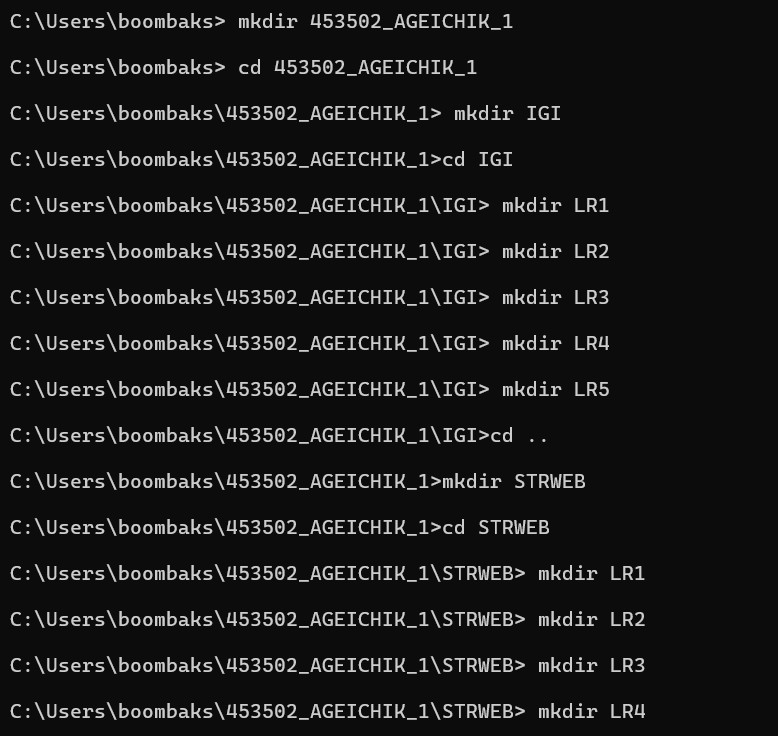 C:\Users\boombaks> mkdir 453502_AGEICHIK_1
C:\Users\boombaks> cd 453502_AGEICHIK_1
C:\Users\boombaks\453502_AGEICHIK_1> mkdir IGI
C:\Users\boombaks\453502_AGEICHIK_1>cd IGI
C:\Users\boombaks\453502_AGEICHIK_1\IGI> mkdir LR1
C:\Users\boombaks\453502_AGEICHIK_1\IGI> mkdir LR2
C:\Users\boombaks\453502_AGEICHIK_1\IGI> mkdir LR3
C:\Users\boombaks\453502_AGEICHIK_1\IGI> mkdir LR4
C:\Users\boombaks\453502_AGEICHIK_1\IGI> mkdir LR5
C:\Users\boombaks\453502_AGEICHIK_1\IGI>cd ..
C:\Users\boombaks\453502_AGEICHIK_1>mkdir STRWEB
C:\Users\boombaks\453502_AGEICHIK_1>cd STRWEB
C:\Users\boombaks\453502_AGEICHIK_1\STRWEB> mkdir LR1
C:\Users\boombaks\453502_AGEICHIK_1\STRWEB> mkdir LR2
C:\Users\boombaks\453502_AGEICHIK_1\STRWEB> mkdir LR3
C:\Users\boombaks\453502_AGEICHIK_1\STRWEB> mkdir LR4